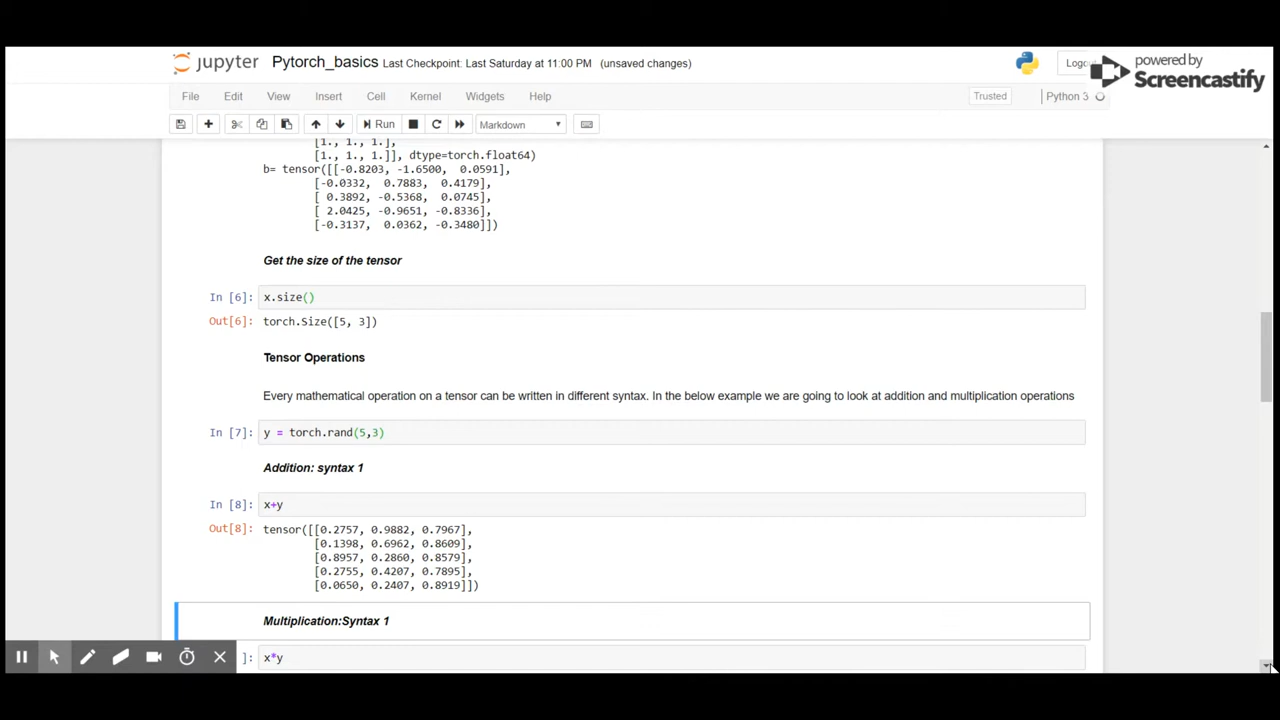 powered by
Screencastify
jupyter Pytorch_basics Last Checkpoint: Last Saturday at 11:00 PM (unsaved changes)
File Edit View Insert Cell Kernel Widgets Help Trusted Python 3
Run Markdown
[1., 1., 1.],
[1., 1., 1.]], dtype=torch.float64)
b= tensor([[-0.8203, -1.6500, 0.0591],
[-0.0332, 0.7883, 0.4179],
[ 0.3892, -0.5368, 0.0745],
[ 2.0425, -0.9651, -0.8336],
[-0.3137, 0.0362, -0.3480]])
Get the size of the tensor
In [6]: x.size()
Out[6]: torch.Size([5, 3])
Tensor Operations
Every mathematical operation on a tensor can be written in different syntax. In the below example we are going to look at addition and multiplication operations
In [7]: y = torch.rand(5,3)
Addition: syntax 1
In [8]: x+y
Out[8]: tensor([[0.2757, 0.9882, 0.7967],
[0.1398, 0.6962, 0.8609],
[0.8957, 0.2860, 0.8579],
[0.2755, 0.4207, 0.7895],
[0.0650, 0.2407, 0.8919]])
Multiplication:Syntax 1
]: x*y